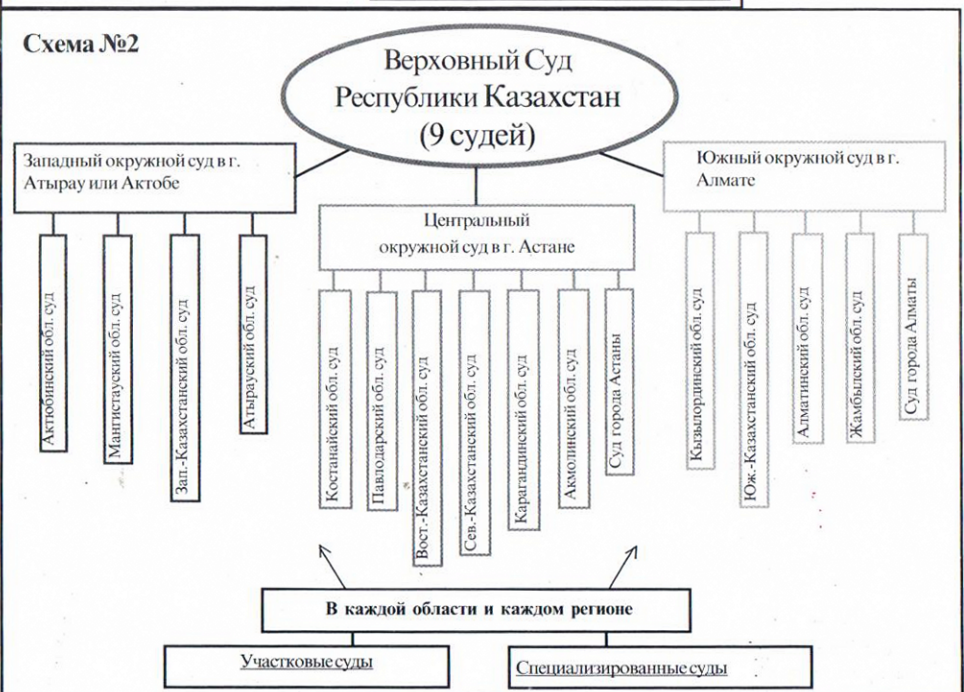 Схема №2
Верховный Суд
Республики Казахстан
(9 судей)
Западный окружной суд в г.
Атырау или Актобе
Центральный
окружной суд в г. Астане
Южный окружной суд в г.
Алмате
Актюбинский обл. суд
Мангистауский обл. суд
Зап.-Казахстанский обл. суд
Атырауский обл. суд
Костанайский обл. суд
Павлодарский обл. суд
Вост.-Казахстанский обл. суд
Сев.-Казахстанский обл. суд
Карагандинский обл. суд
Акмолинский обл. суд
Суд города Астаны
Кызылординский обл. суд
Юж.-Казахстанский обл. суд
Алматинский обл. суд
Жамбылский обл. суд
Суд города Алматы
В каждой области и каждом регионе
Участковые суды
Специализированные суды